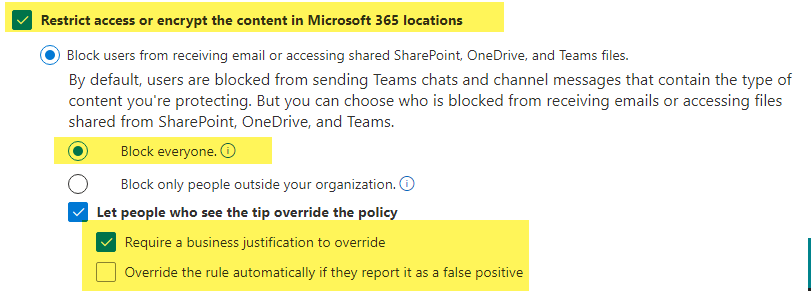 Restrict access or encrypt the content in Microsoft 365 locations
Block users from receiving email or accessing shared SharePoint, OneDrive, and Teams files.
By default, users are blocked from sending Teams chats and channel messages that contain the type of
content you're protecting. But you can choose who is blocked from receiving emails or accessing files
shared from SharePoint, OneDrive, and Teams.
Block everyone.
Block only people outside your organization.
Let people who see the tip override the policy
Require a business justification to override
Override the rule automatically if they report it as a false positive